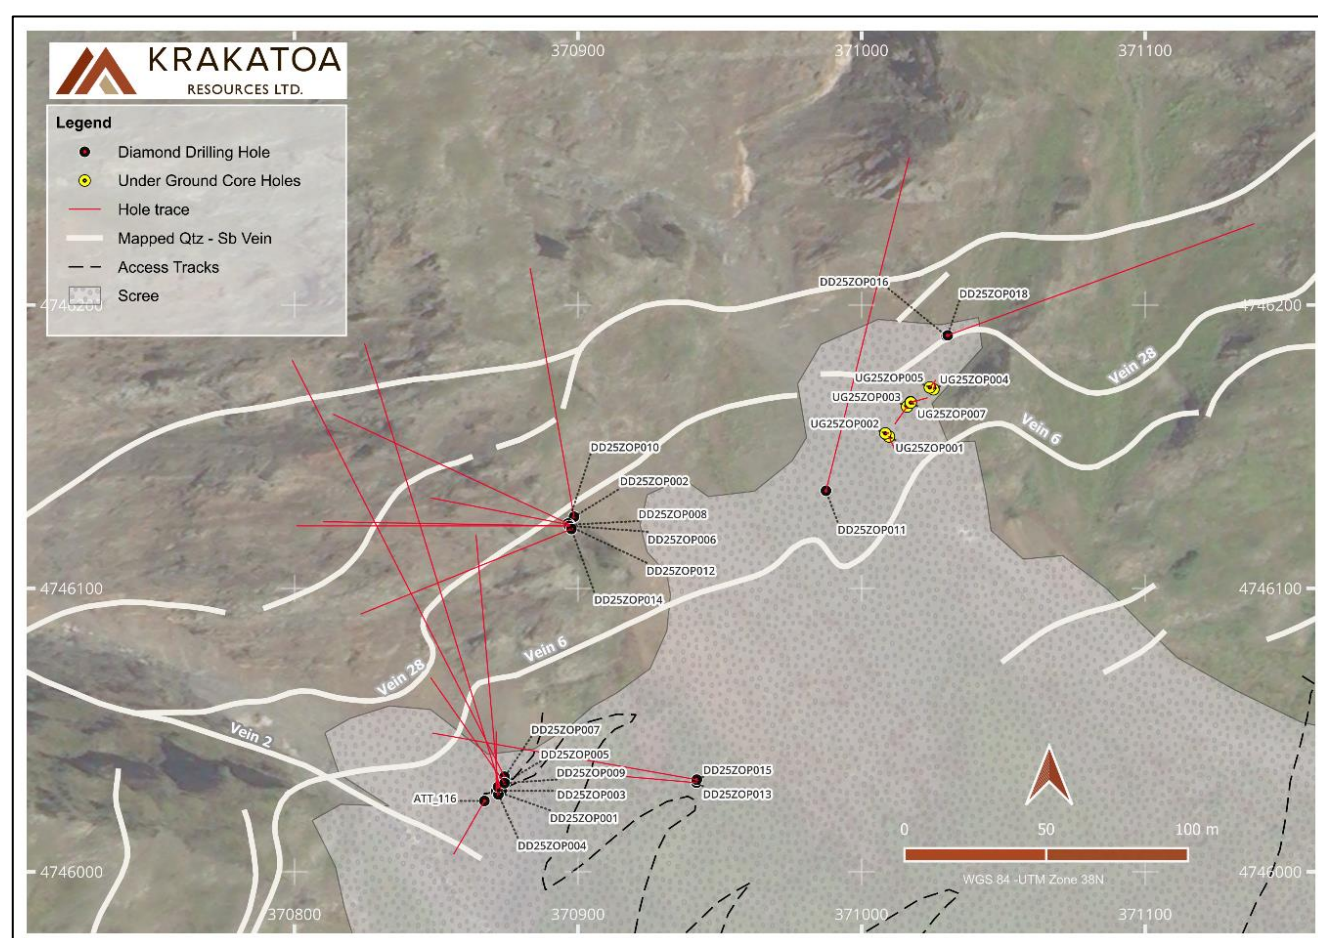 370900
371000
371100
KRAKATOA
RESOURCES LTD.
Legend
Diamond Drilling Hole
Under Ground Core Holes
Hole trace
Mapped Qtz - Sb Vein
Access Tracks
Scree
4746200
4746200
DD25ZOP016
DD25ZOP018
Vein 28
UG25ZOP005
UG25ZOP004
UG25ZOP003
UG25ZOP007
UG25ZOP002
UG25ZOP001
Vein 6
DD25ZOP010
DD25ZOP002
DD25ZOP008
DD25ZOP006
DD25ZOP011
DD25ZOP012
DD25ZOP014
4746100
4746100
Vein 6
Vein 28
Vein 2
DD25ZOP007
DD25ZOP005
DD25ZOP009
DD25ZOP015
DD25ZOP003
DD25ZOP013
ATT_116
DD25ZOP001
DD25ZOP004
0 50 100 m
WGS 84 -UTM Zone 38N
4746000
4746000
370800
370900
371000
371100